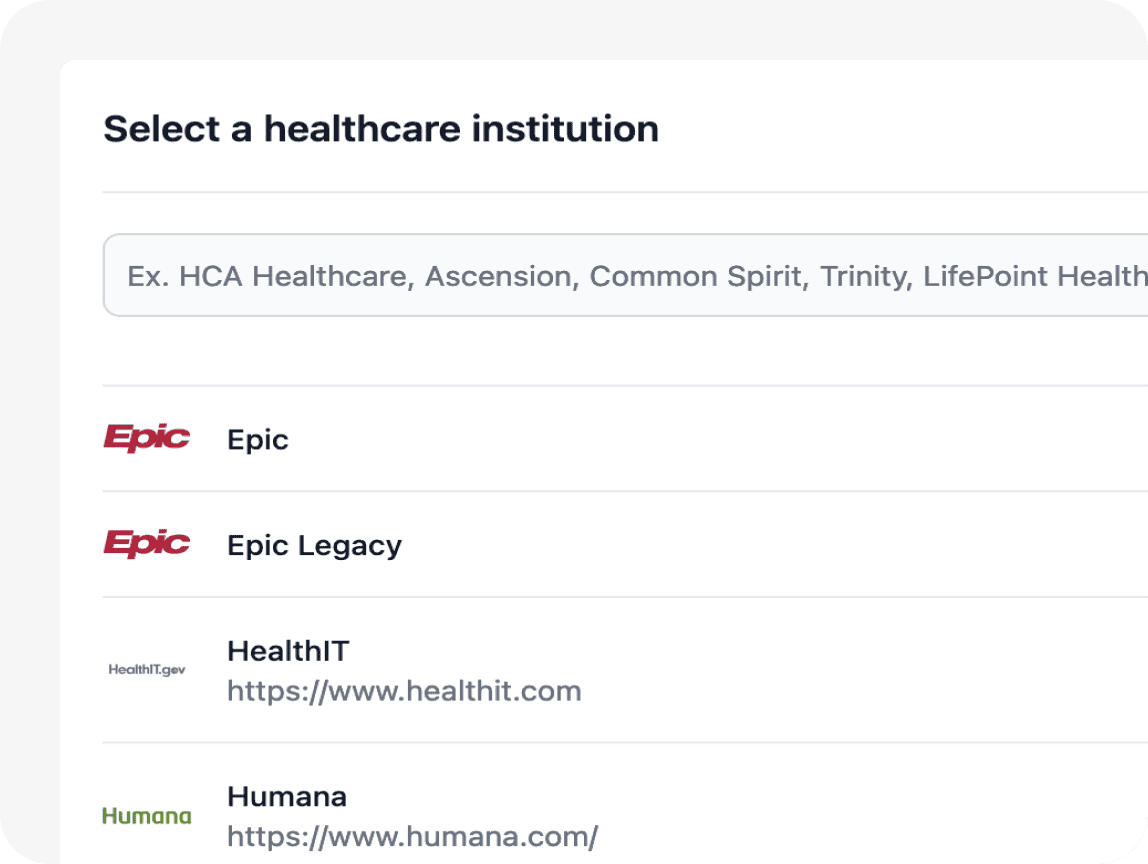 Select a healthcare institution
Ex. HCA Healthcare, Ascension, Common Spirit, Trinity, LifePoint Health
Epic Epic
Epic Epic Legacy
HealthIT
HealthIT.gov
https://www.healthit.com
Humana
Humana
https://www.humana.com/